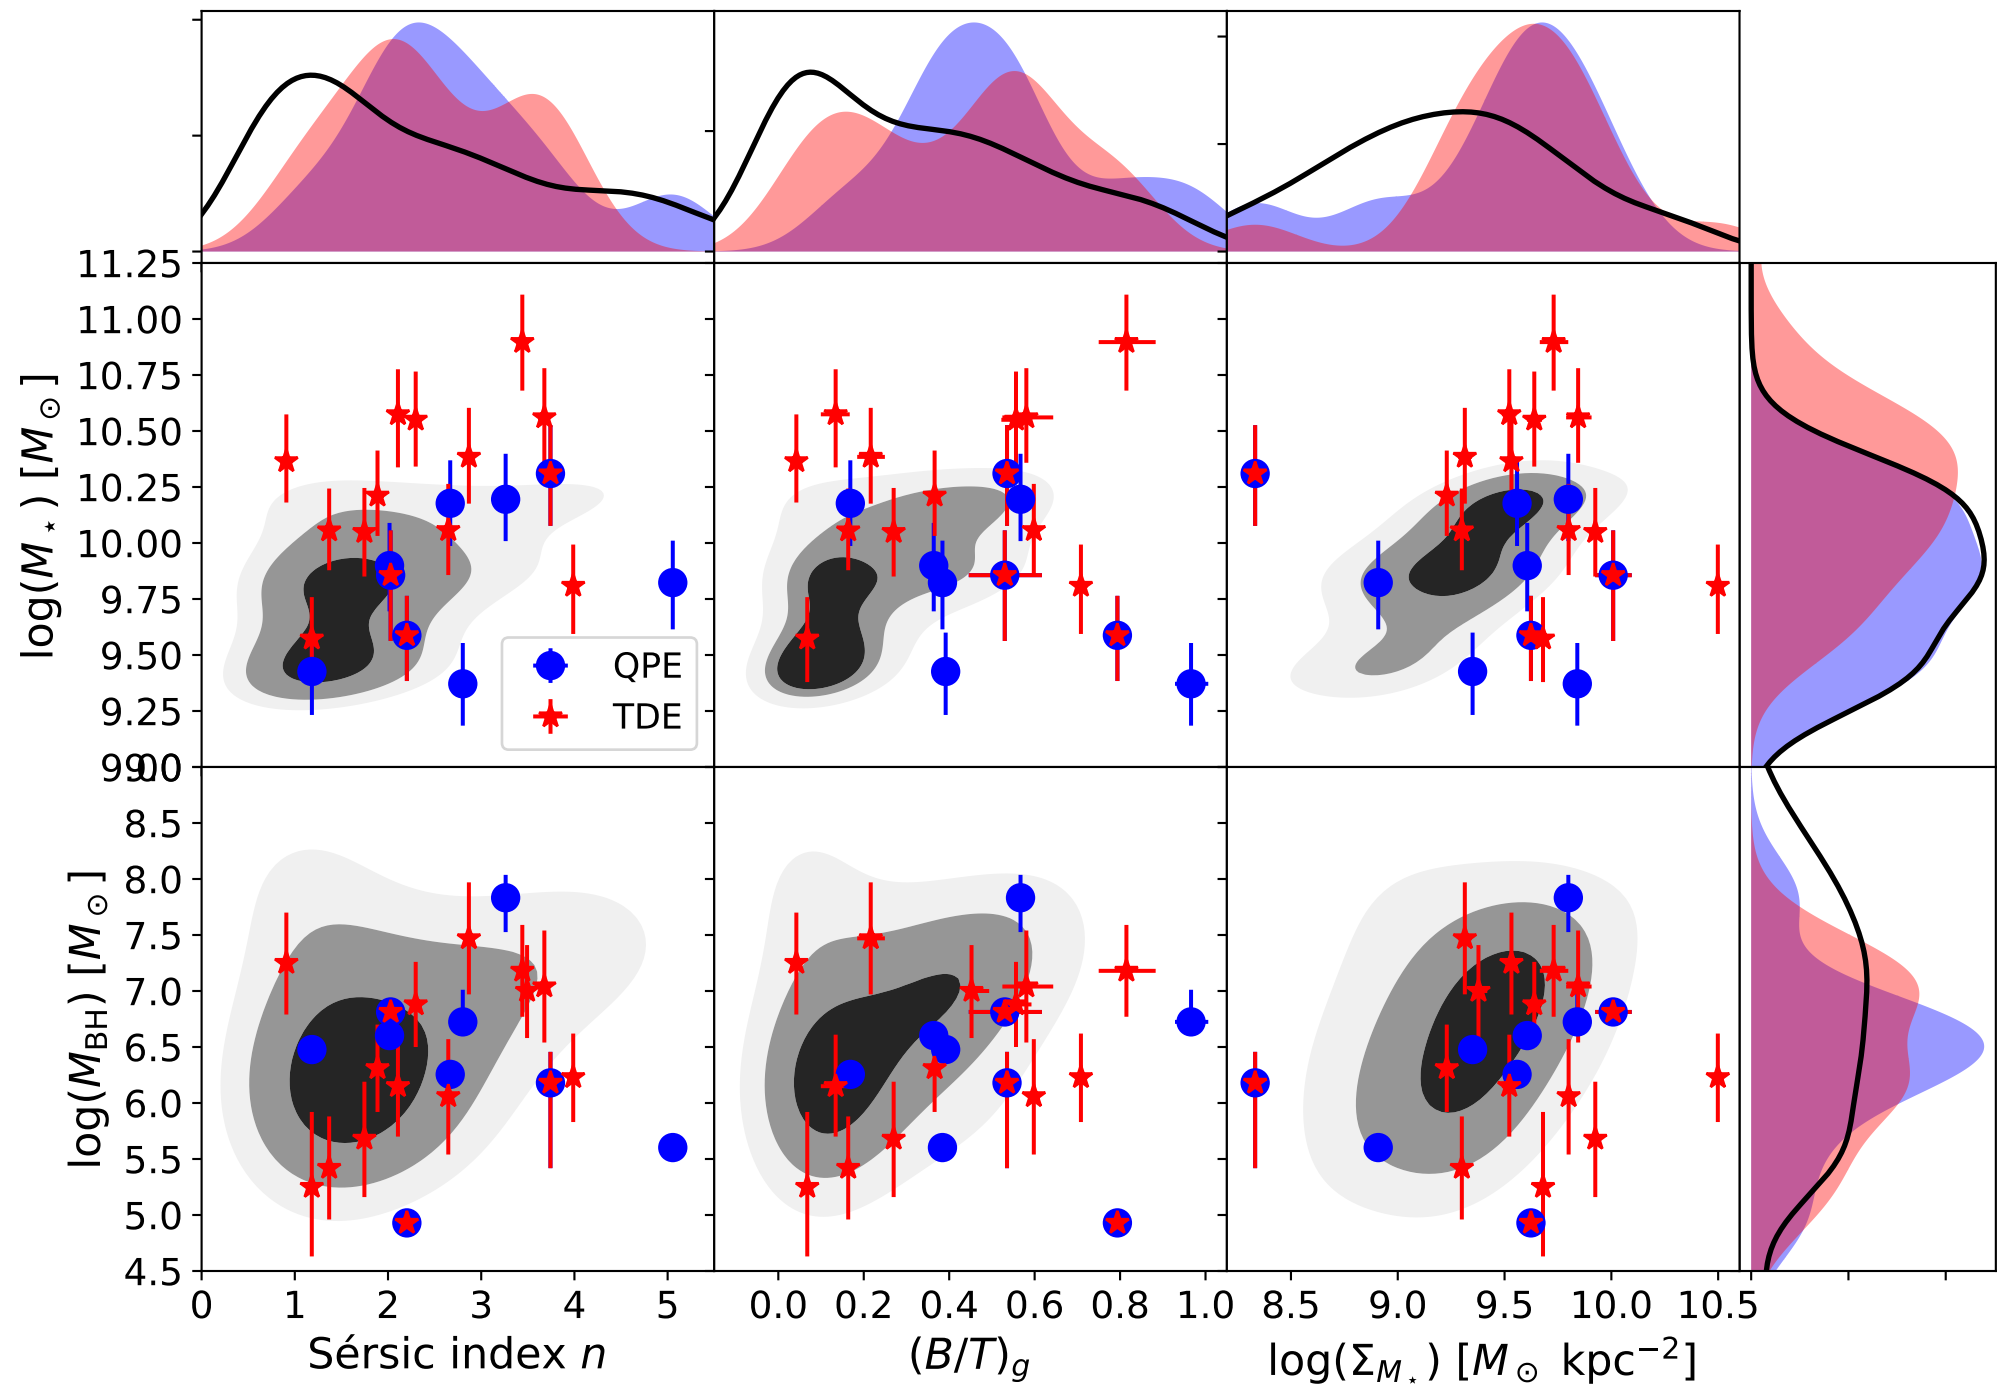 11.25
11.00
10.75
10.50
10.25
10.00
9.75
9.50
9.25
9.00
log(M⋆) [M⊙]
QPE
TDE
9.0
8.5
8.0
7.5
7.0
6.5
6.0
5.5
5.0
4.5
log(M_BH) [M⊙]
0 1 2 3 4 5
0.0 0.2 0.4 0.6 0.8 1.0
8.5 9.0 9.5 10.0 10.5
Sérsic index n
(B/T)_g
log(Σ_M⋆) [M⊙ kpc⁻²]